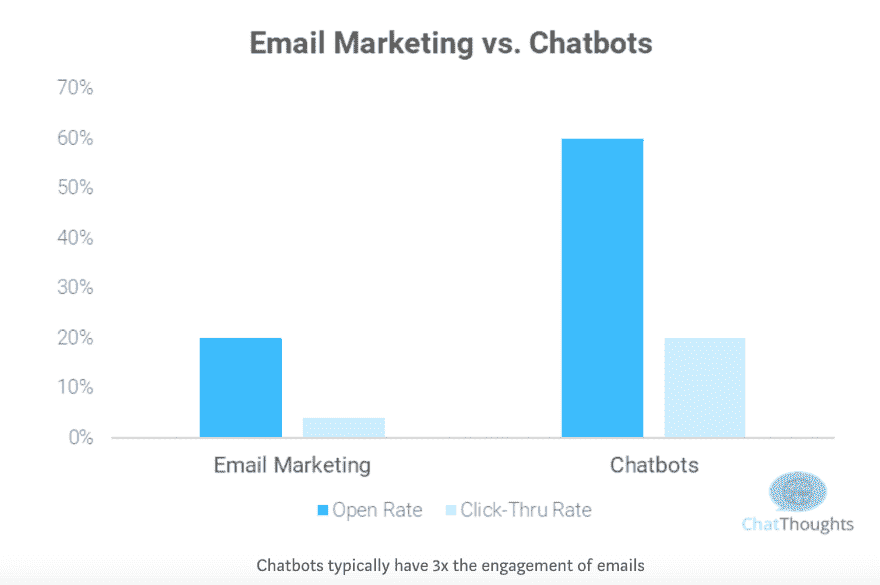 Email Marketing vs. Chatbots
70%
60%
50%
40%
30%
20%
10%
0%
Email Marketing Chatbots
Open Rate Click-Thru Rate
ChatThoughts
Chatbots typically have 3x the engagement of emails